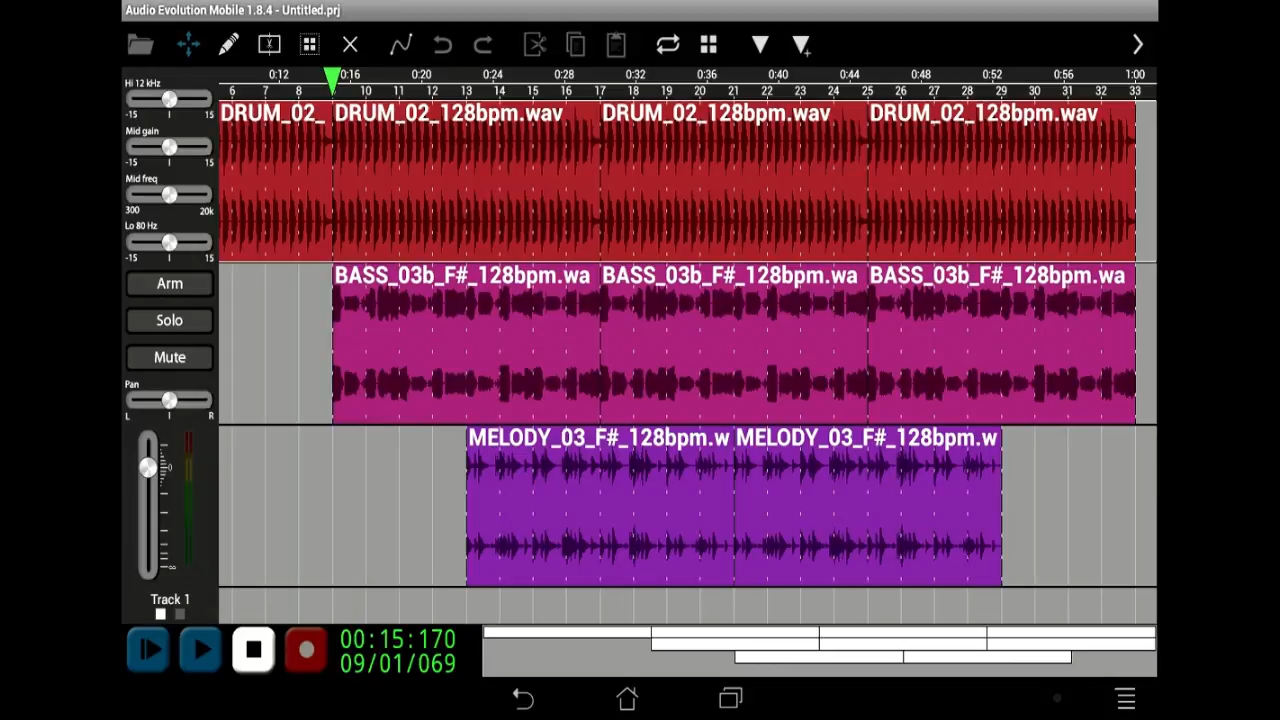 Audio Evolution Mobile 1.8.4 - Untitled.prj
0:12 0:16 0:20 0:24 0:28 0:32 0:36 0:40 0:44 0:48 0:52 0:56 1:00
6 7 8 10 11 12 13 14 15 16 17 18 19 20 21 22 23 24 25 26 27 28 29 30 31 32 33
Hi 12 kHz
-15 I 15
Mid gain
-15 I 15
Mid freq
300 20k
Lo 80 Hz
-15 I 15
Arm
Solo
Mute
Pan
L I R
0
∞
Track 1
DRUM_02_ DRUM_02_128bpm.wav DRUM_02_128bpm.wav DRUM_02_128bpm.wav
BASS_03b_F#_128bpm.wa BASS_03b_F#_128bpm.wa BASS_03b_F#_128bpm.wa
MELODY_03_F#_128bpm.w MELODY_03_F#_128bpm.w
00:15:170
09/01/069